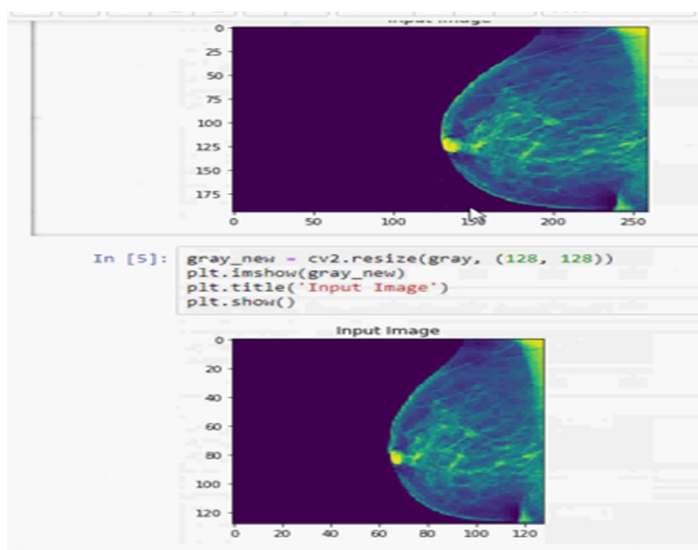 Input Image
0
25
50
75
100
125
150
175
0 50 100 150 200 250
In [5]: gray_new = cv2.resize(gray, (128, 128))
plt.imshow(gray_new)
plt.title('Input Image')
plt.show()
Input Image
0
20
40
60
80
100
120
0 20 40 60 80 100 120